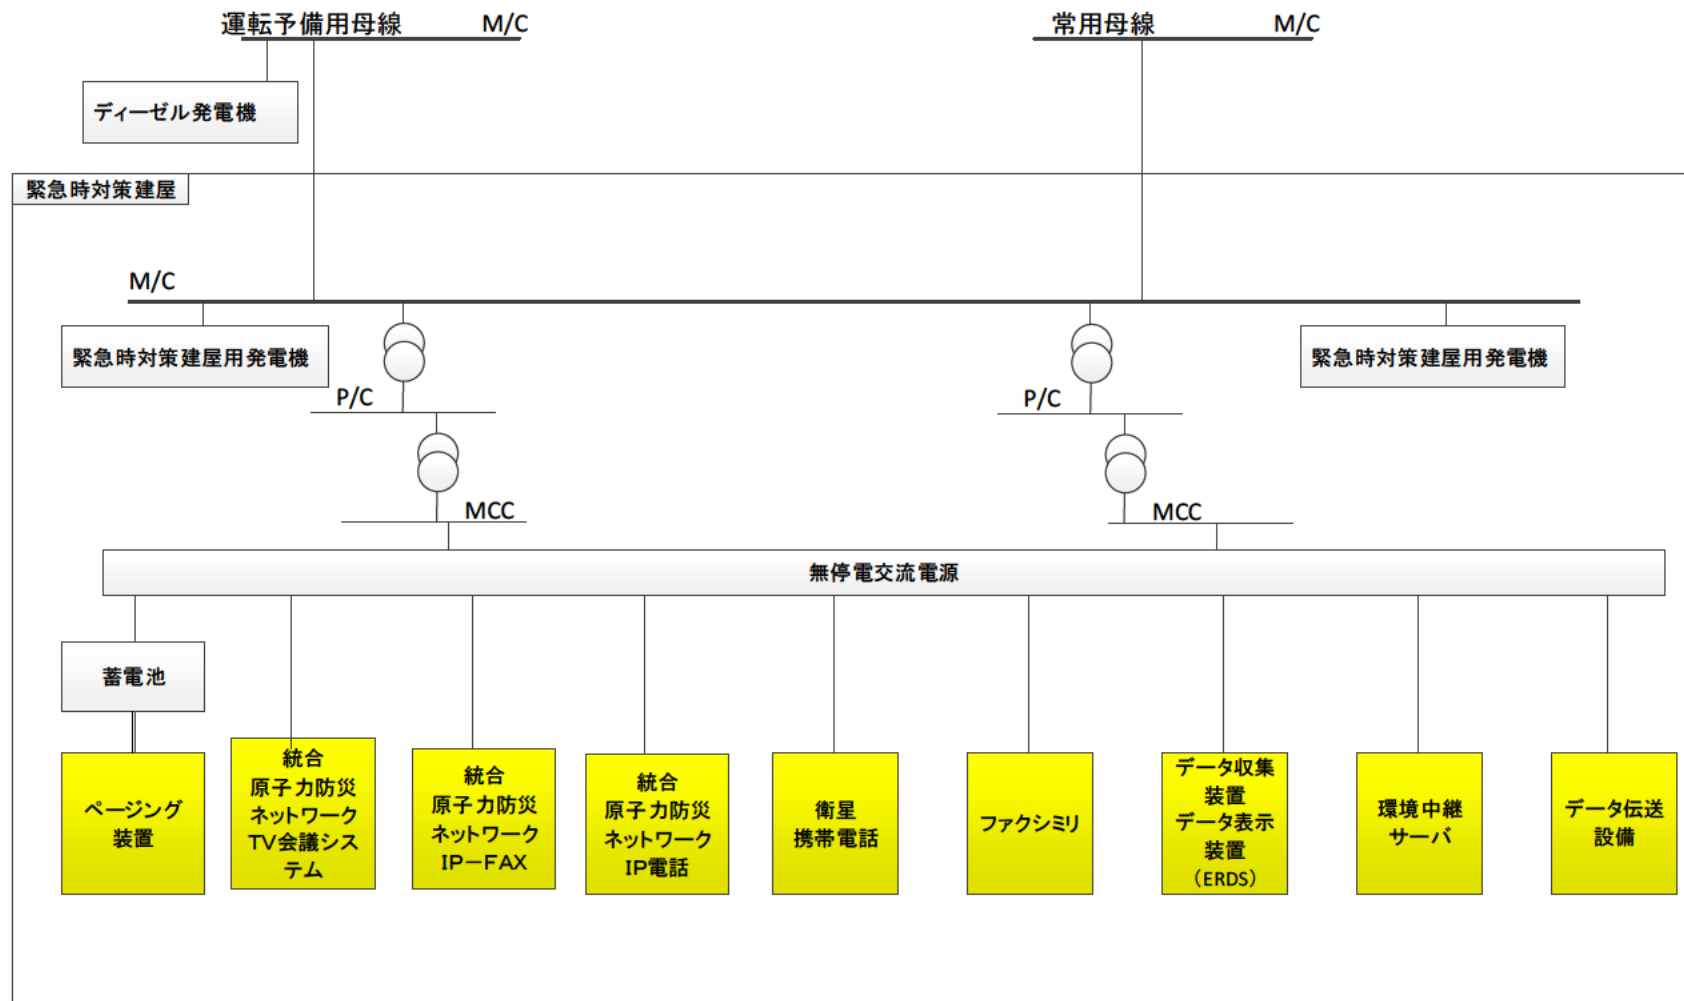 運転予備用母線 M/C
常用母線 M/C
ディーゼル発電機
緊急時対策建屋
M/C
緊急時対策建屋用発電機
緊急時対策建屋用発電機
P/C
P/C
MCC
MCC
無停電交流電源
蓄電池
ページング
装置
統合
原子力防災
ネットワーク
TV会議シス
テム
統合
原子力防災
ネットワーク
IP－FAX
統合
原子力防災
ネットワーク
IP電話
衛星
携帯電話
ファクシミリ
データ収集
装置
データ表示
装置
（ERDS）
環境中継
サーバ
データ伝送
設備